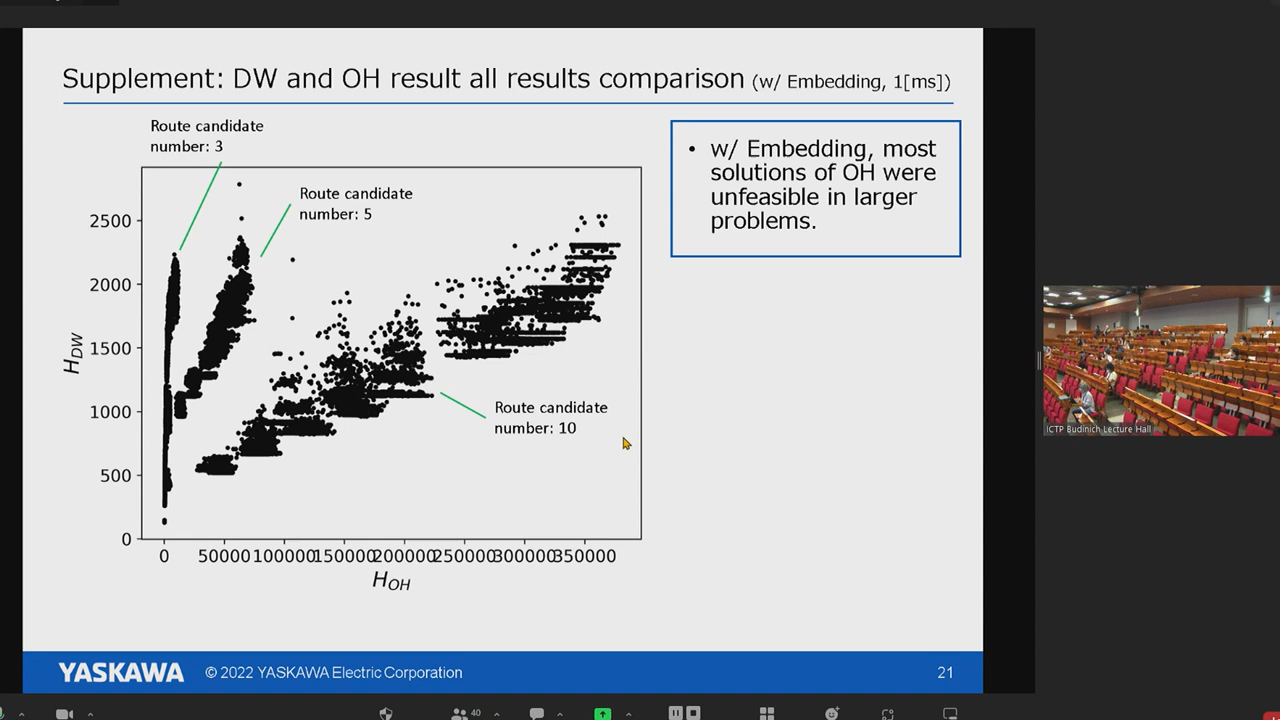 Supplement: DW and OH result all results comparison (w/ Embedding, 1[ms])
Route candidate
number: 3
Route candidate
number: 5
• w/ Embedding, most
solutions of OH were
unfeasible in larger
problems.
2500
2000
1500
1000
500
0
H_DW
Route candidate
number: 10
0 50000 100000 150000 200000 250000 300000 350000
H_OH
ICTP Budinich Lecture Hall
YASKAWA © 2022 YASKAWA Electric Corporation 21
40